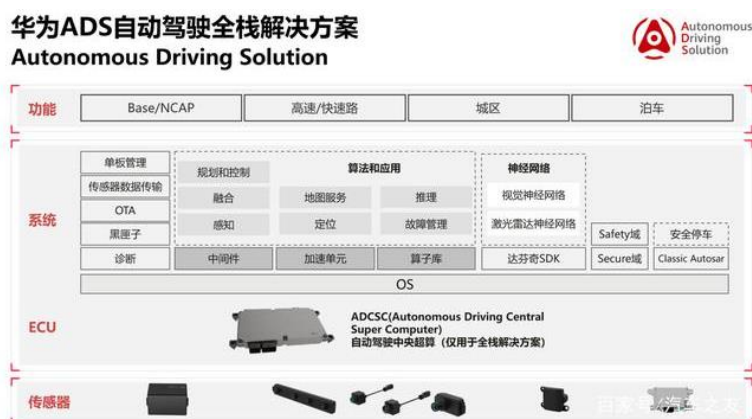 华为ADS自动驾驶全栈解决方案
Autonomous Driving Solution
Autonomous
Driving
Solution
功能
Base/NCAP
高速/快速路
城区
泊车
系统
单板管理
传感器数据传输
OTA
黑匣子
诊断
规划和控制
算法和应用
融合
地图服务
推理
感知
定位
故障管理
中间件
加速单元
算子库
神经网络
视觉神经网络
激光雷达神经网络
达芬奇SDK
Safety域
安全停车
Secure域
Classic Autosar
OS
ECU
ADCSC(Autonomous Driving Central
Super Computer)
自动驾驶中央超算（仅用于全栈解决方案）
传感器
百家号/汽车之友